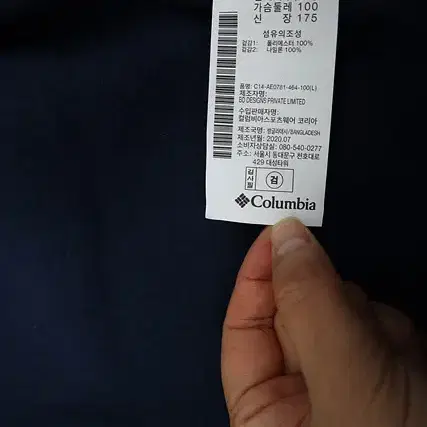 가슴둘레 100
신 장 175
섬유의조성
겉감1: 폴리에스터 100%
겉감2: 나일론 100%
품명: C14-AE0781-464-100(L)
제조자명:
BO DESIGNS PRIVATE LIMITED
수입판매자명:
컬럼비아스포츠웨어 코리아
제조국명: 방글라데시/BANGLADESH
제조년월: 2020.07
소비자상담실: 080-540-0277
주소: 서울시 동대문구 천호대로
429 대성타워
검사필 검
Columbia